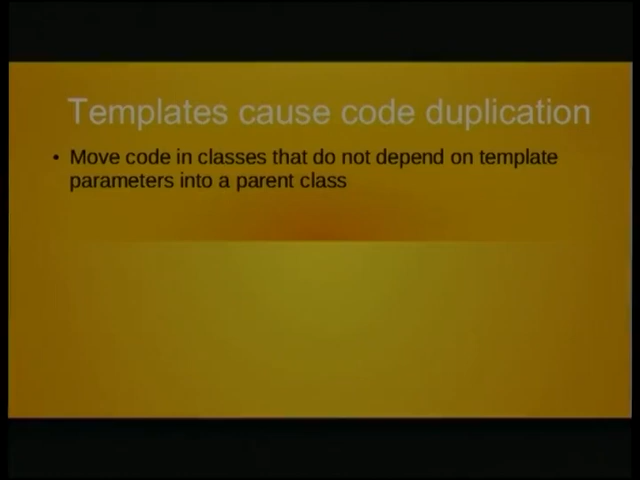 Templates cause code duplication
• Move code in classes that do not depend on template
parameters into a parent class